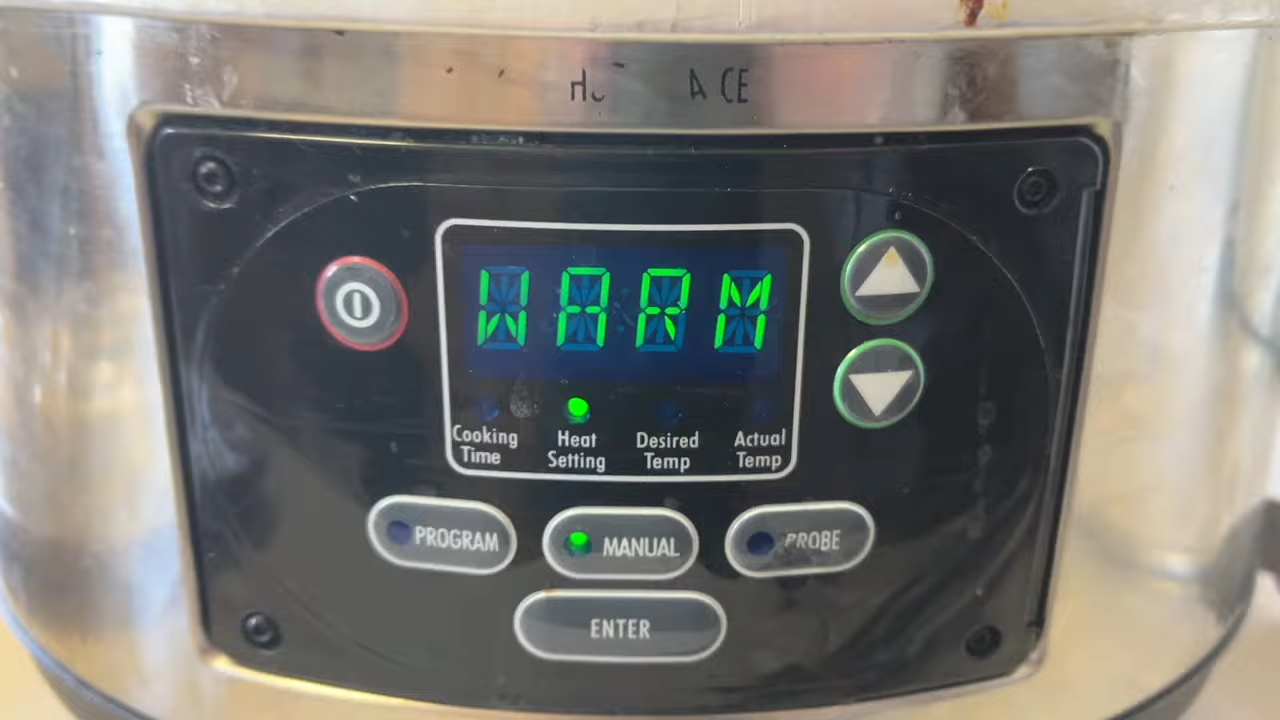 WARM
Cooking Time
Heat Setting
Desired Temp
Actual Temp
PROGRAM
MANUAL
PROBE
ENTER